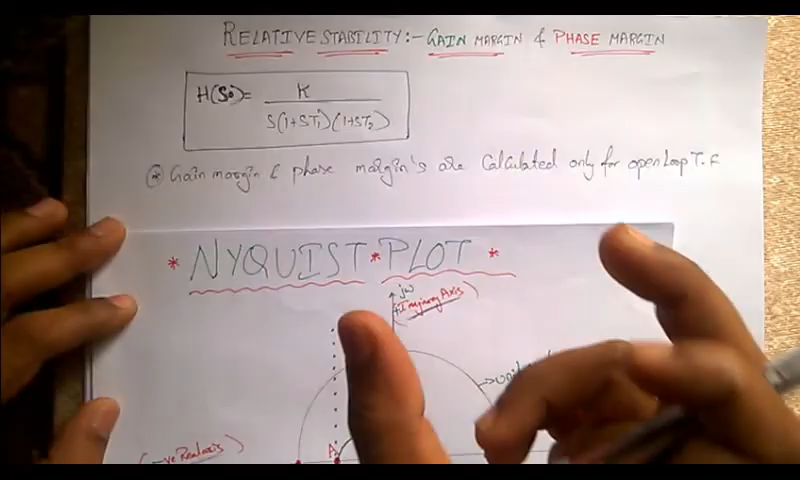 RELATIVE STABILITY:- GAIN MARGIN & PHASE MARGIN
H(S)= K
S(1+ST1)(1+ST2)
* Gain margin & phase margin's are calculated only for open Loop T.F
* NYQUIST * PLOT *
jω
+Imaginary Axis)
A
(-ve Real axis)